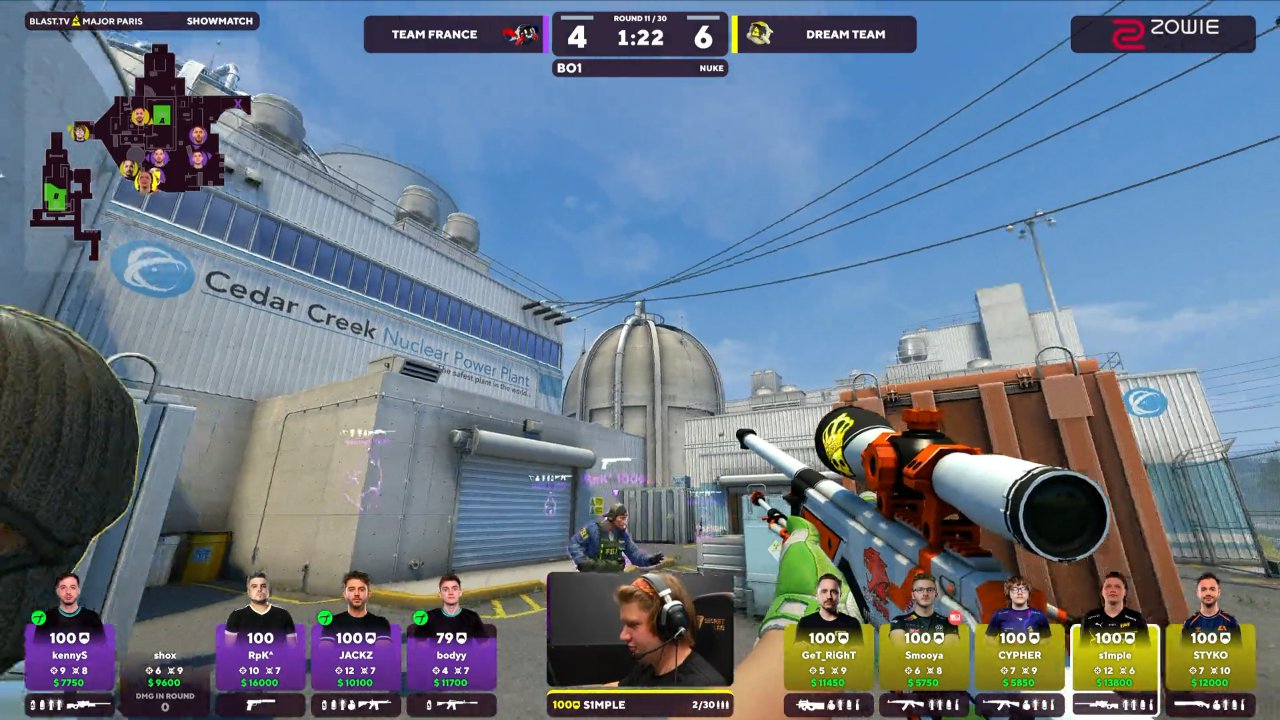 BLAST.TV MAJOR PARIS SHOWMATCH
TEAM FRANCE
4
ROUND 11 / 30
1:22
6
DREAM TEAM
BO1 NUKE
ZOWIE
A
X
Cedar Creek Nuclear Power Plant
The safest plant in the world...
FBI
100 100 100 79
kennyS shox RpK^ JACKZ bodyy
9 8 6 9 10 7 12 7 4 7
$7750 $9600 $16000 $10100 $11700
DMG IN ROUND
0
SECRET LAB
100 S1MPLE 2/30
100 100 100 100 100
GeT_RiGhT Smooya CYPHER s1mple STYKO
5 9 6 8 7 9 12 6 7 10
$11450 $5750 $5850 $13800 $12000